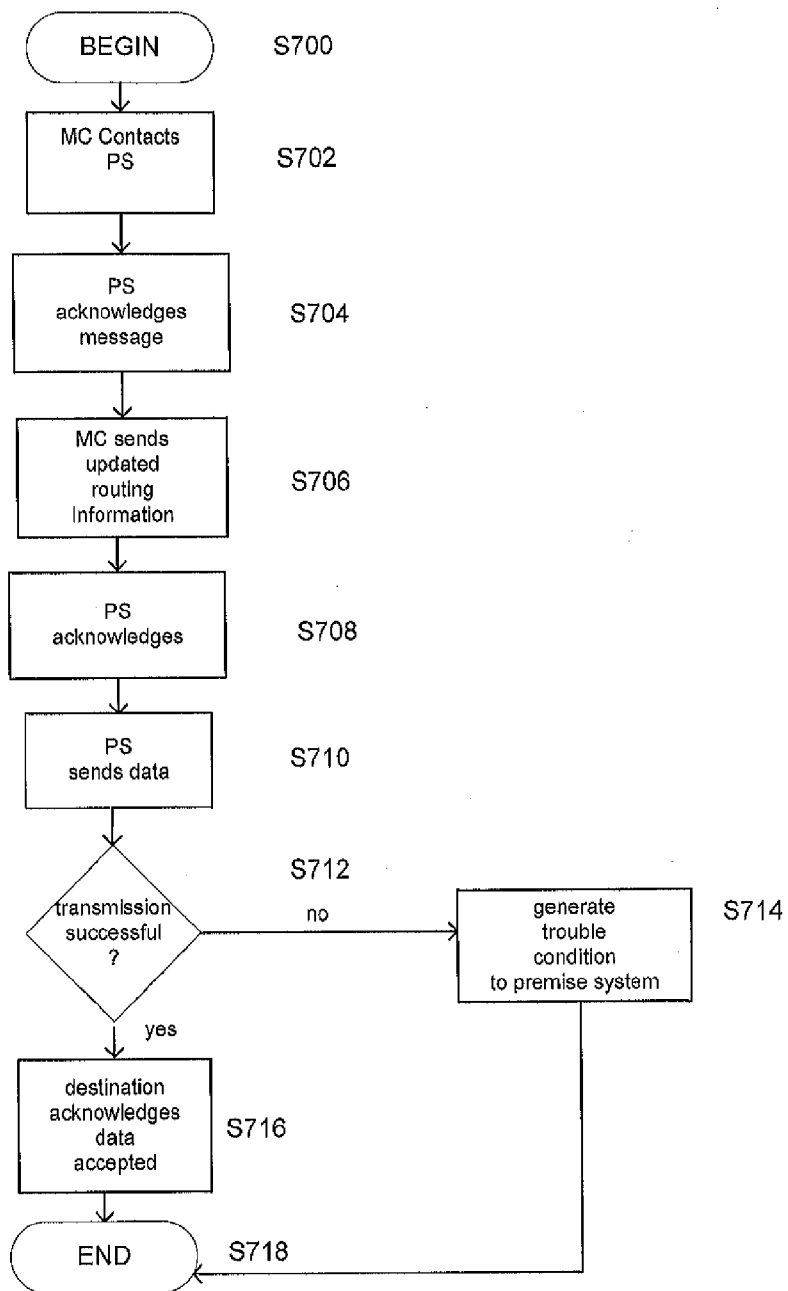 BEGIN
S700
MC Contacts
PS
S702
PS
acknowledges
message
S704
MC sends
updated
routing
Information
S706
PS
acknowledges
S708
PS
sends data
S710
S712
transmission
successful
?
no
generate
trouble
condition
to premise system
S714
yes
destination
acknowledges
data
accepted
S716
END
S718